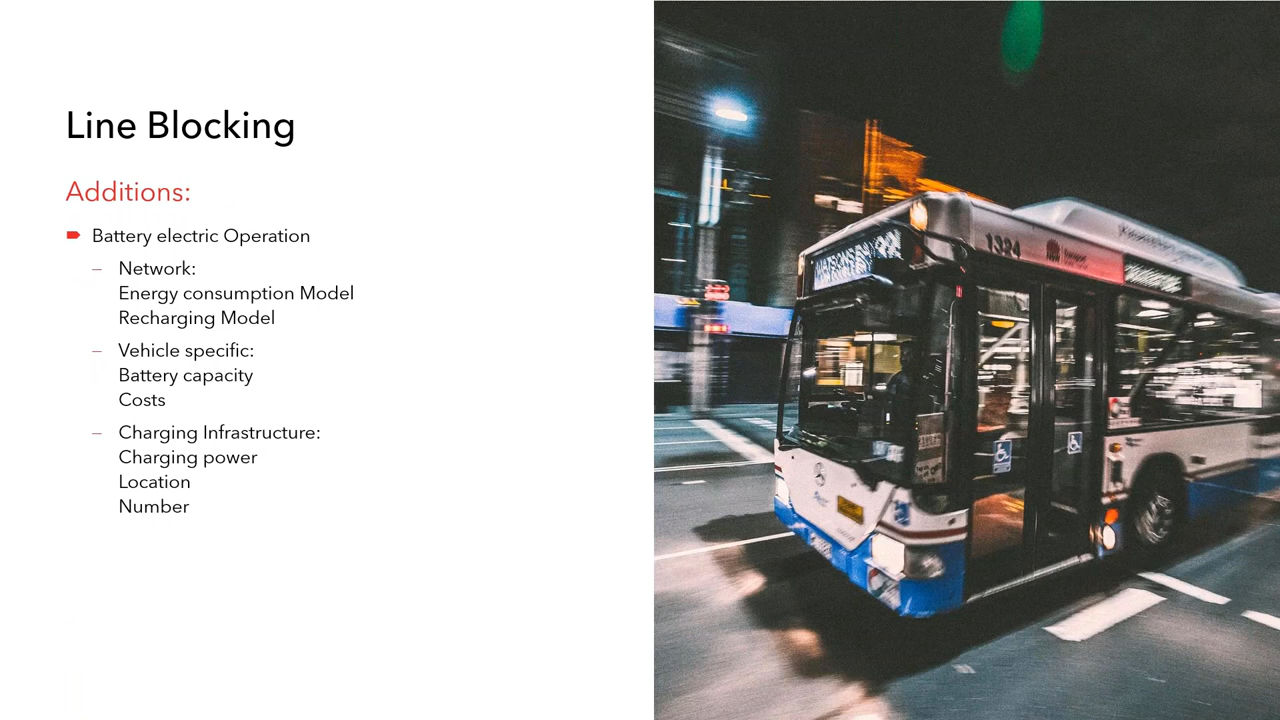 Line Blocking
Additions:
Battery electric Operation
– Network:
Energy consumption Model
Recharging Model
– Vehicle specific:
Battery capacity
Costs
– Charging Infrastructure:
Charging power
Location
Number
1324